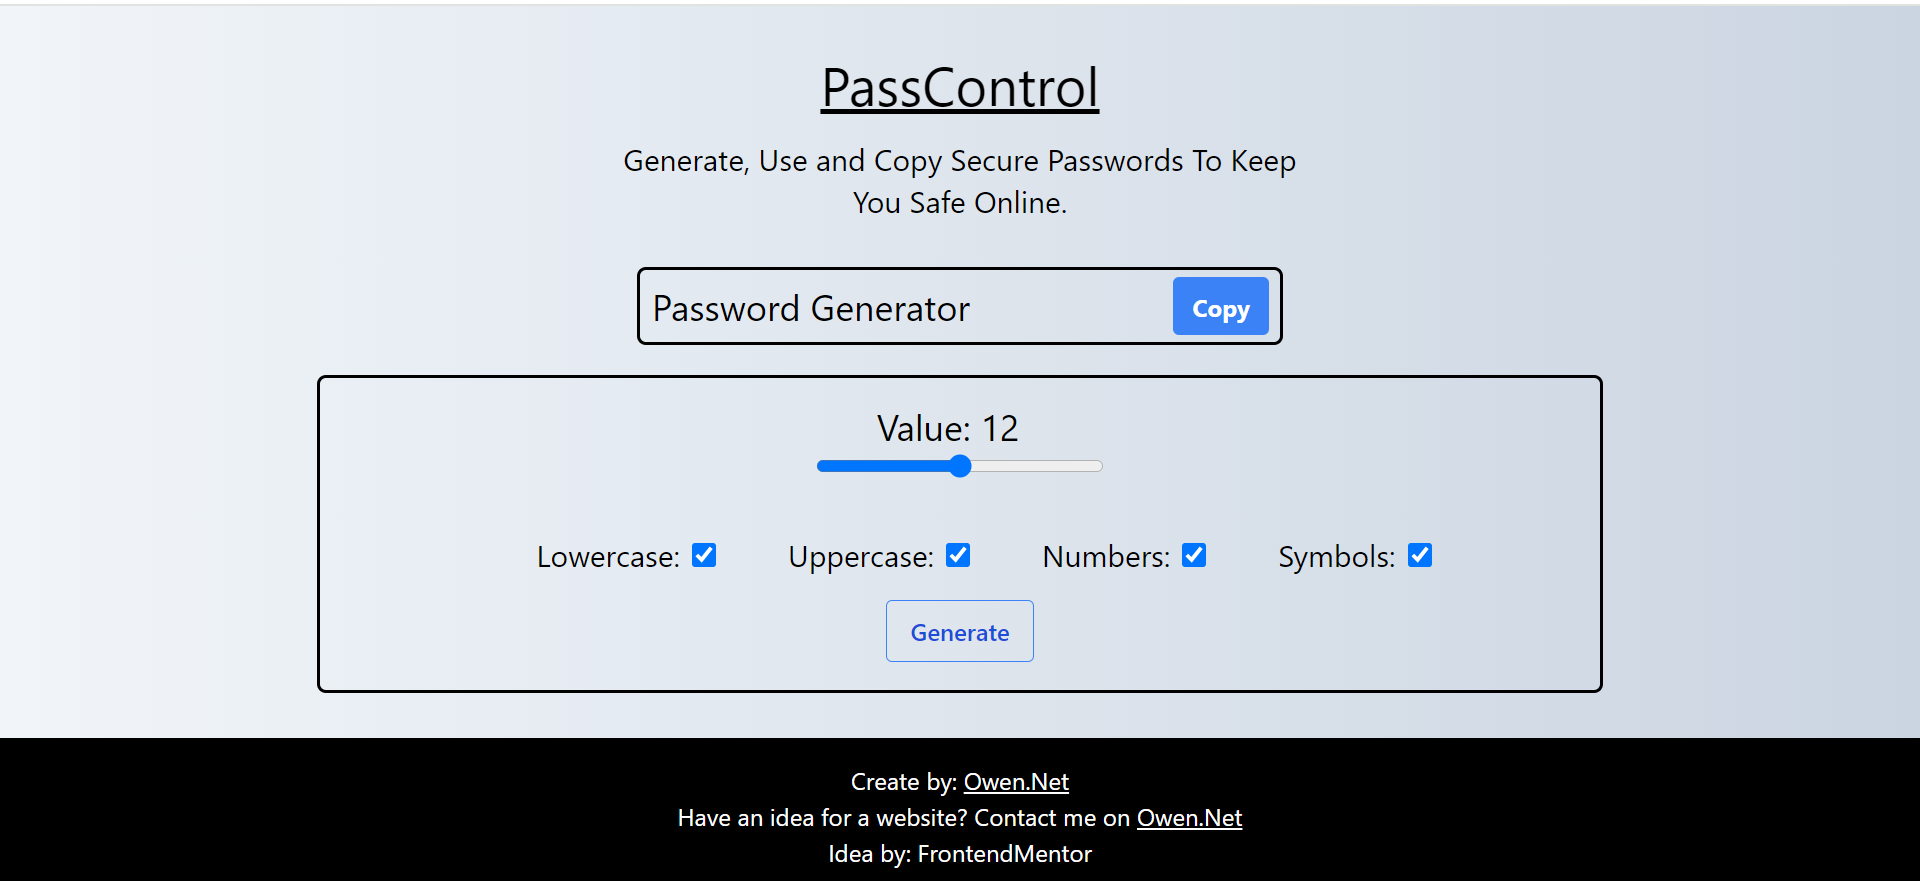 PassControl
Generate, Use and Copy Secure Passwords To Keep
You Safe Online.
Password Generator
Copy
Value: 12
Lowercase:
Uppercase:
Numbers:
Symbols:
Generate
Create by: Owen.Net
Have an idea for a website? Contact me on Owen.Net
Idea by: FrontendMentor